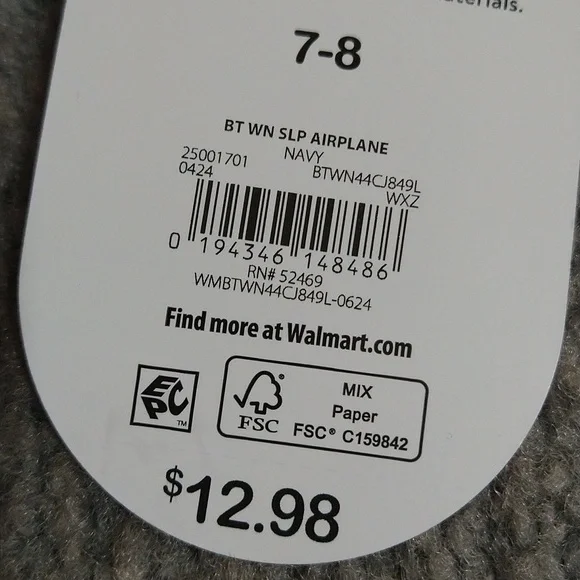 materials.
7-8
BT WN SLP AIRPLANE
NAVY
25001701 BTWN44CJ849L
0424 WXZ
0 194346 148486
RN# 52469
WMBTWN44CJ849L-0624
Find more at Walmart.com
EPC TM
MIX
Paper
FSC FSC® C159842
$12.98